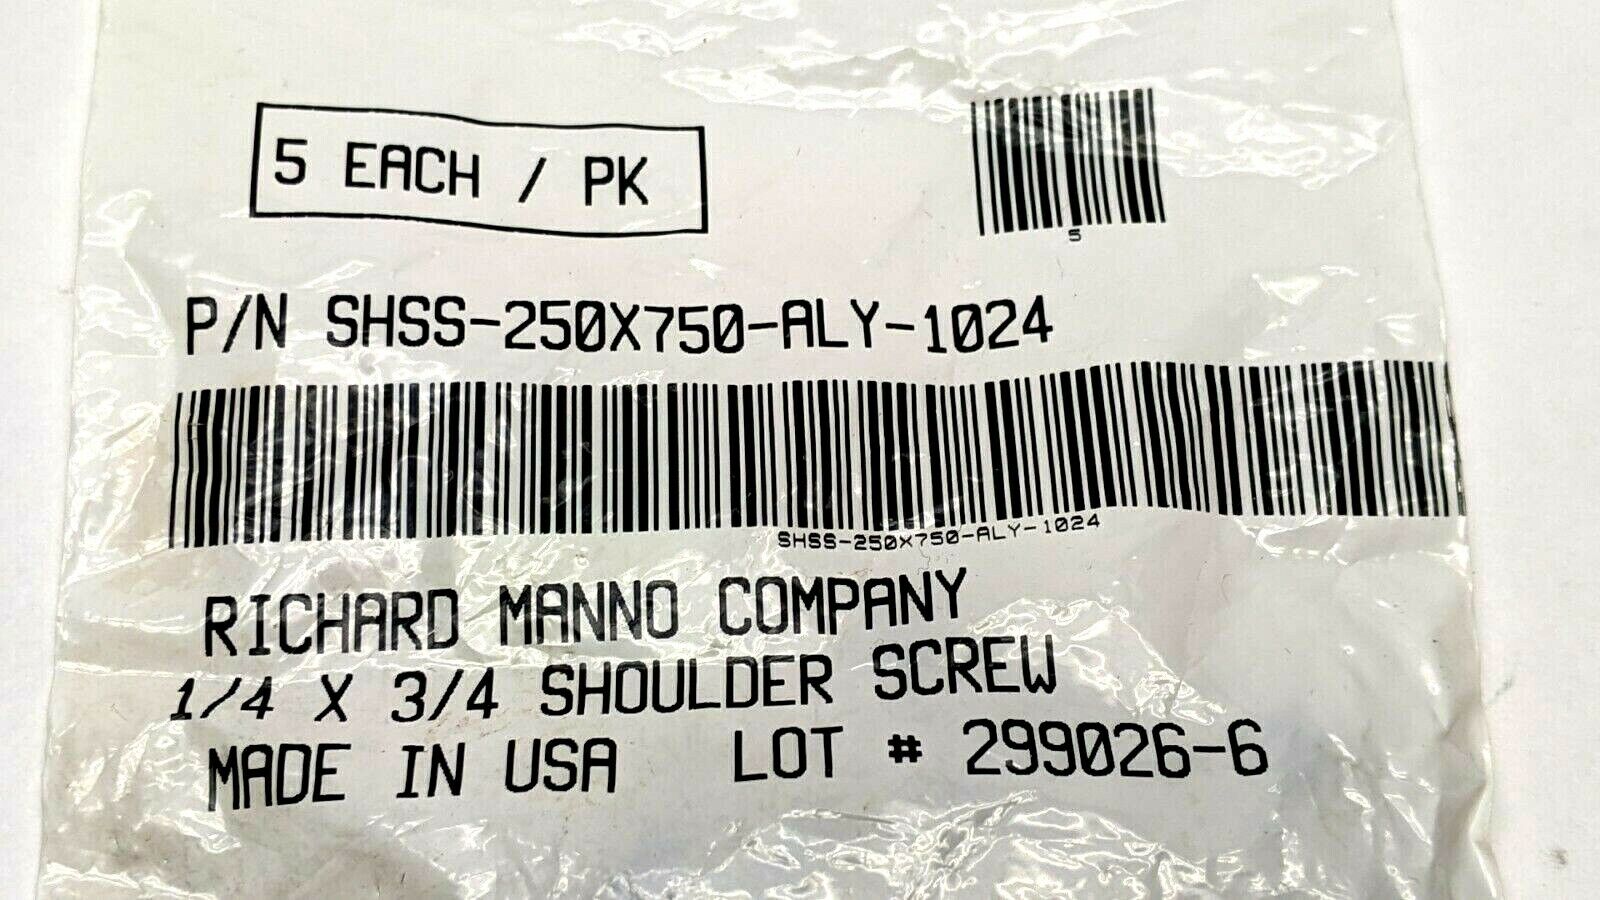 5 EACH / PK
5
P/N SHSS-250X750-ALY-1024
SHSS-250X750-ALY-1024
RICHARD MANNO COMPANY
1/4 X 3/4 SHOULDER SCREW
MADE IN USA LOT # 299026-6